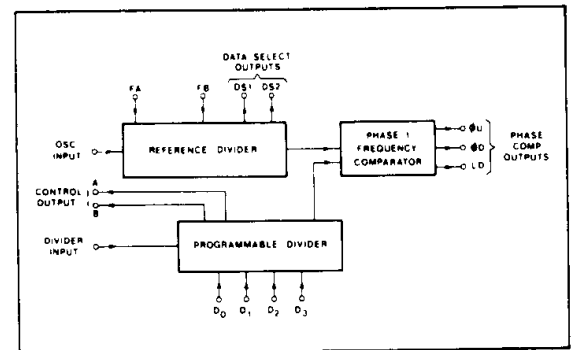 DATA SELECT
OUTPUTS
FA FB DS1 DS2
OSC
INPUT
REFERENCE DIVIDER
PHASE /
FREQUENCY
COMPARATOR
ΦU
ΦD
LD
PHASE
COMP
OUTPUTS
CONTROL
OUTPUT
A
B
DIVIDER
INPUT
PROGRAMMABLE DIVIDER
D0 D1 D2 D3